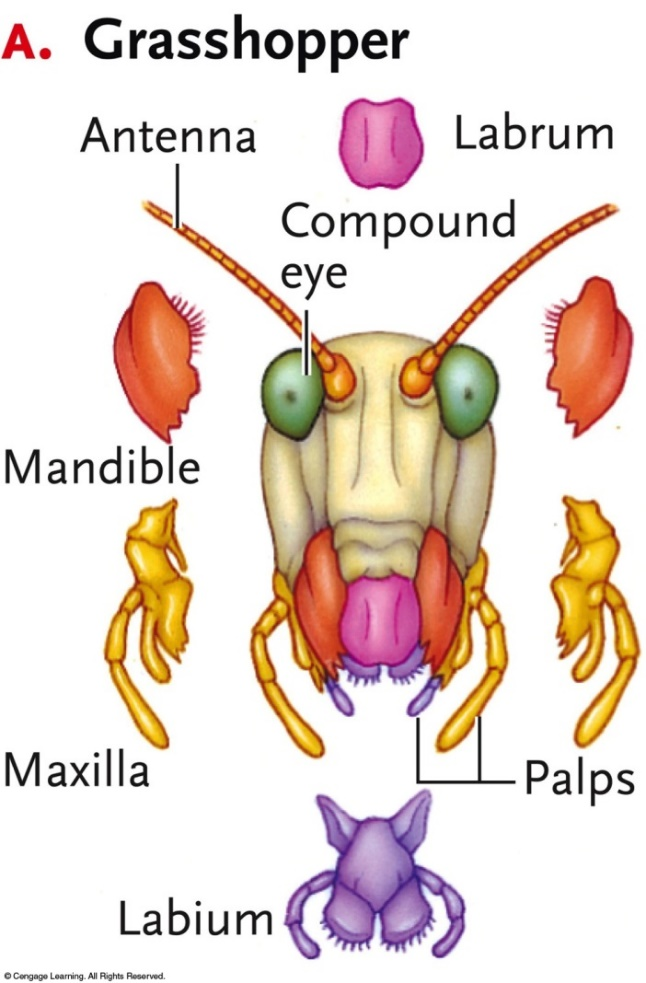 A. Grasshopper
Antenna
Labrum
Compound
eye
Mandible
Maxilla
Palps
Labium
© Cengage Learning. All Rights Reserved.